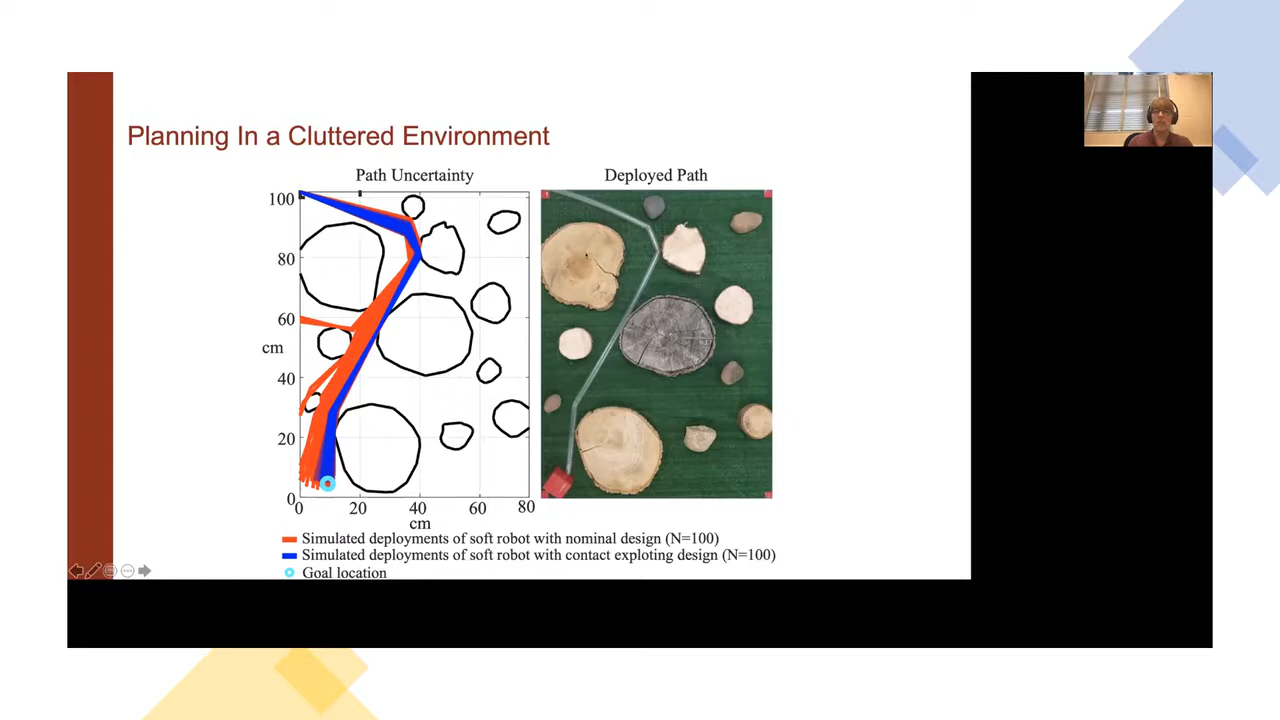 Planning In a Cluttered Environment
Path Uncertainty
Deployed Path
100
80
60
cm
40
20
0
0 20 40 60 80
cm
Simulated deployments of soft robot with nominal design (N=100)
Simulated deployments of soft robot with contact exploting design (N=100)
Goal location